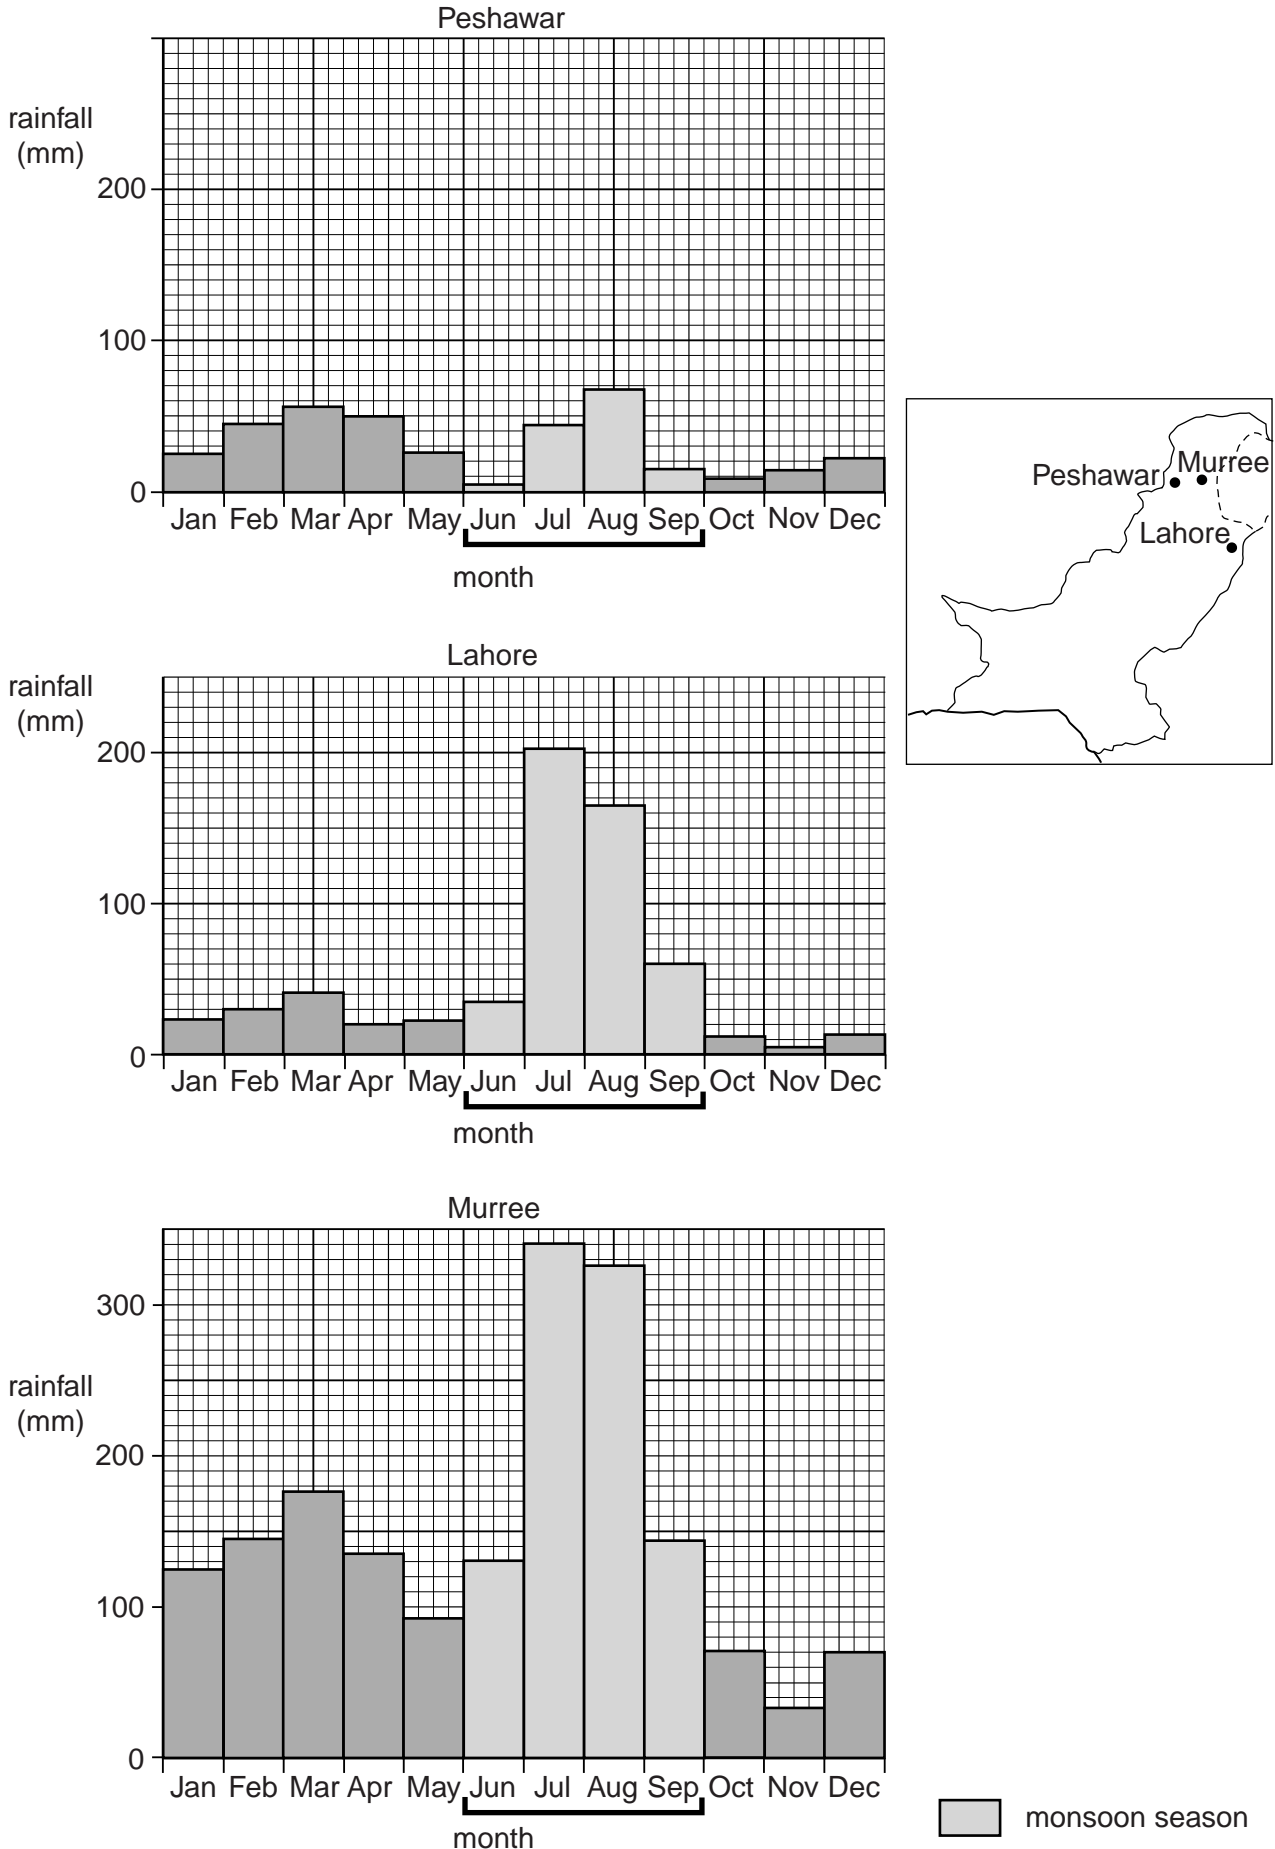 Peshawar
rainfall
(mm)
200
100
0
Jan Feb Mar Apr May Jun Jul Aug Sep Oct Nov Dec
month
Peshawar
Murree
Lahore
Lahore
rainfall
(mm)
200
100
0
Jan Feb Mar Apr May Jun Jul Aug Sep Oct Nov Dec
month
Murree
300
rainfall
(mm)
200
100
0
Jan Feb Mar Apr May Jun Jul Aug Sep Oct Nov Dec
month
monsoon season